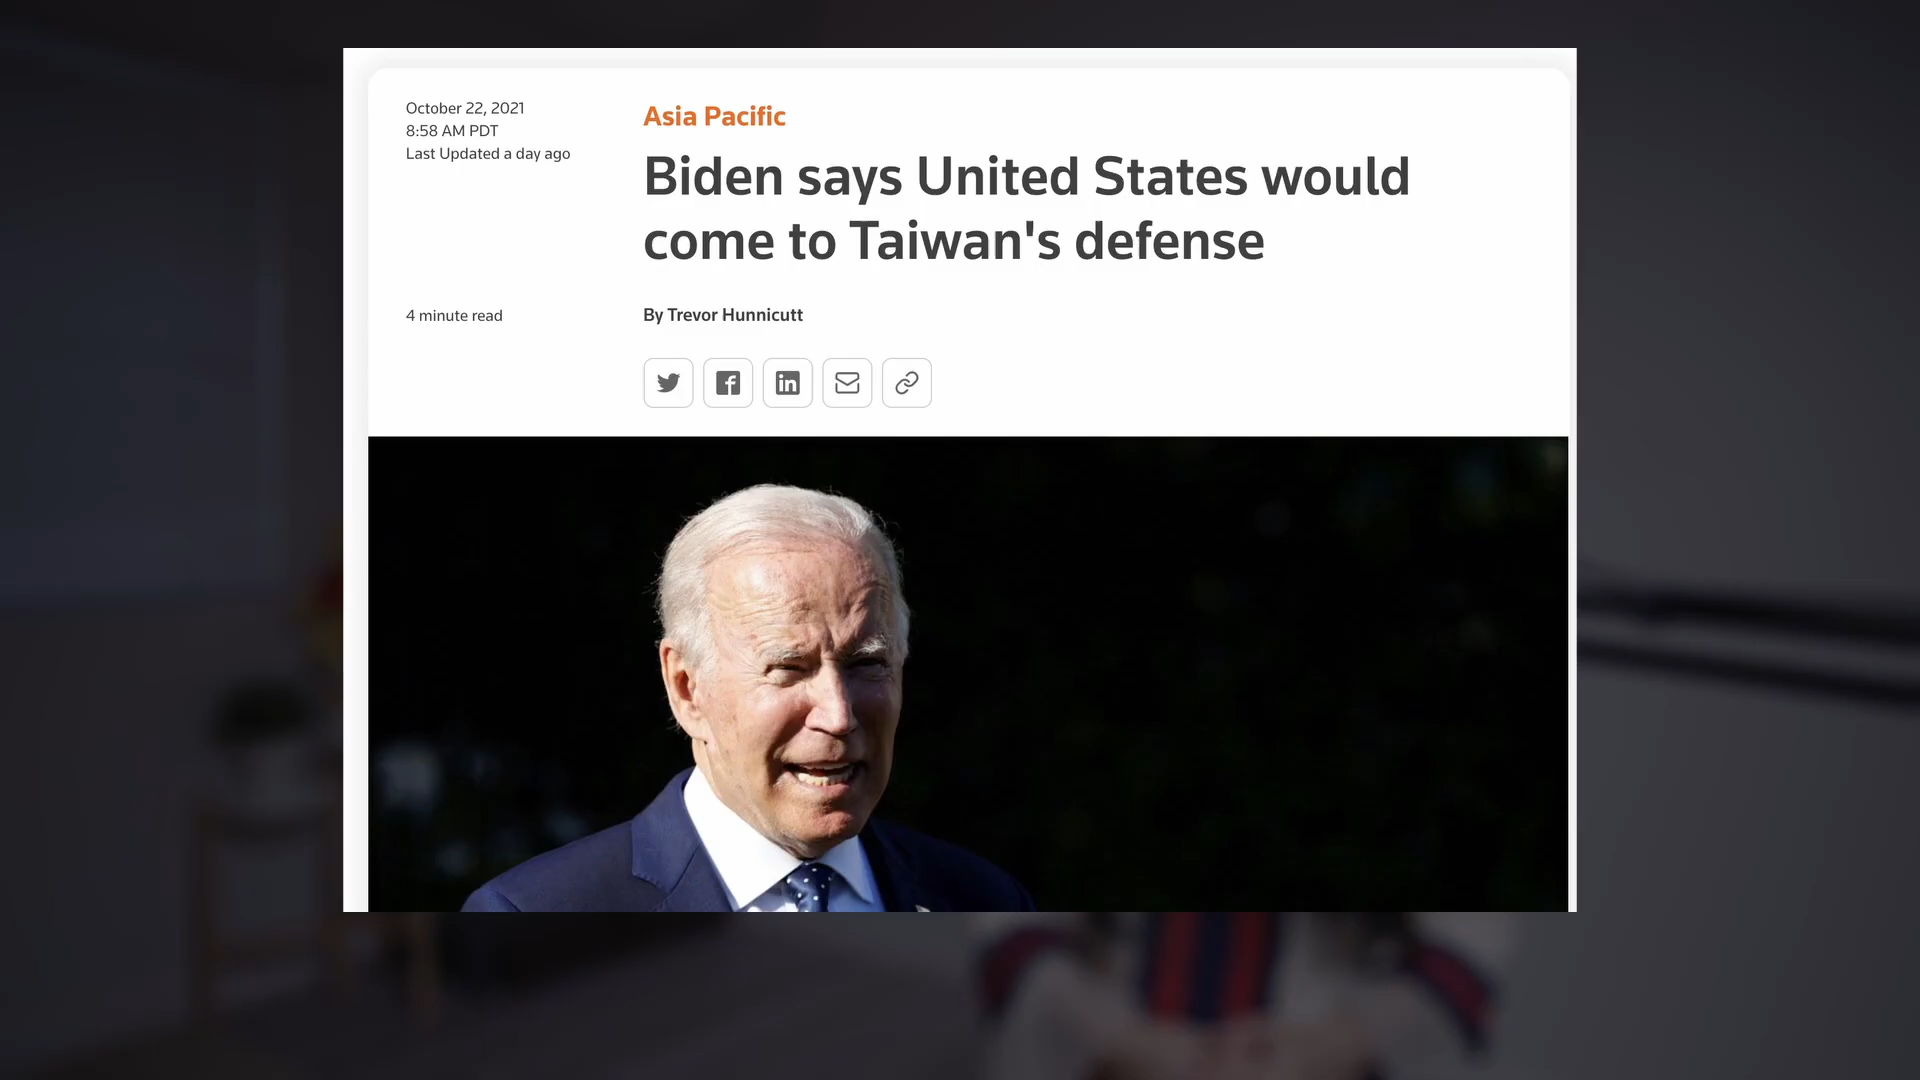 October 22, 2021
8:58 AM PDT
Last Updated a day ago
Asia Pacific
Biden says United States would
come to Taiwan's defense
4 minute read
By Trevor Hunnicutt